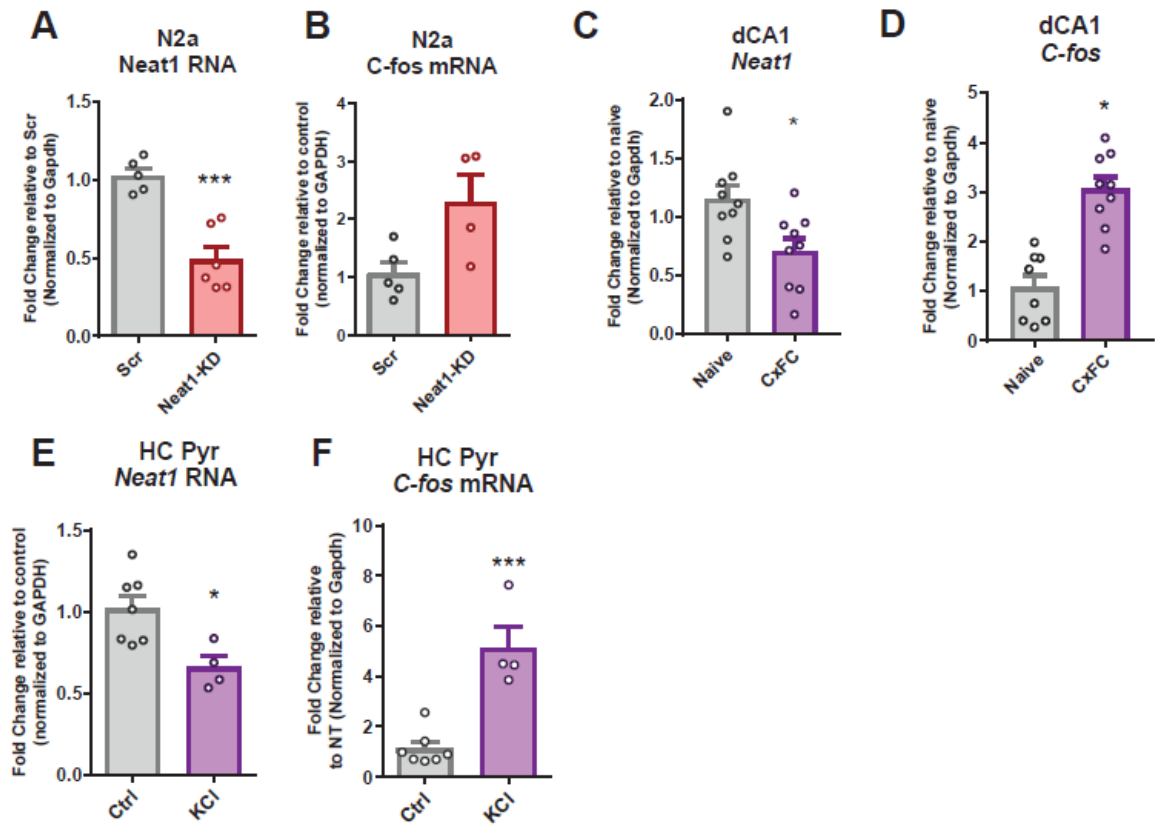 A
N2a
Neat1 RNA
Fold Change relative to Scr
(Normalized to Gapdh)
1.5
1.0
0.5
0.0
***
Scr
Neat1-KD
B
N2a
C-fos mRNA
Fold Change relative to control
(normalized to GAPDH)
4
3
2
1
0
Scr
Neat1-KD
C
dCA1
Neat1
Fold Change relative to naive
(Normalized to Gapdh)
2.0
1.5
1.0
0.5
0.0
*
Naive
CxFC
D
dCA1
C-fos
Fold Change relative to naive
(Normalized to Gapdh)
5
4
3
2
1
0
*
Naive
CxFC
E
HC Pyr
Neat1 RNA
Fold Change relative to control
(normalized to GAPDH)
1.5
1.0
0.5
0.0
*
Ctrl
KCl
F
HC Pyr
C-fos mRNA
Fold Change relative
to NT (Normalized to Gapdh)
10
8
6
4
2
0
***
Ctrl
KCl